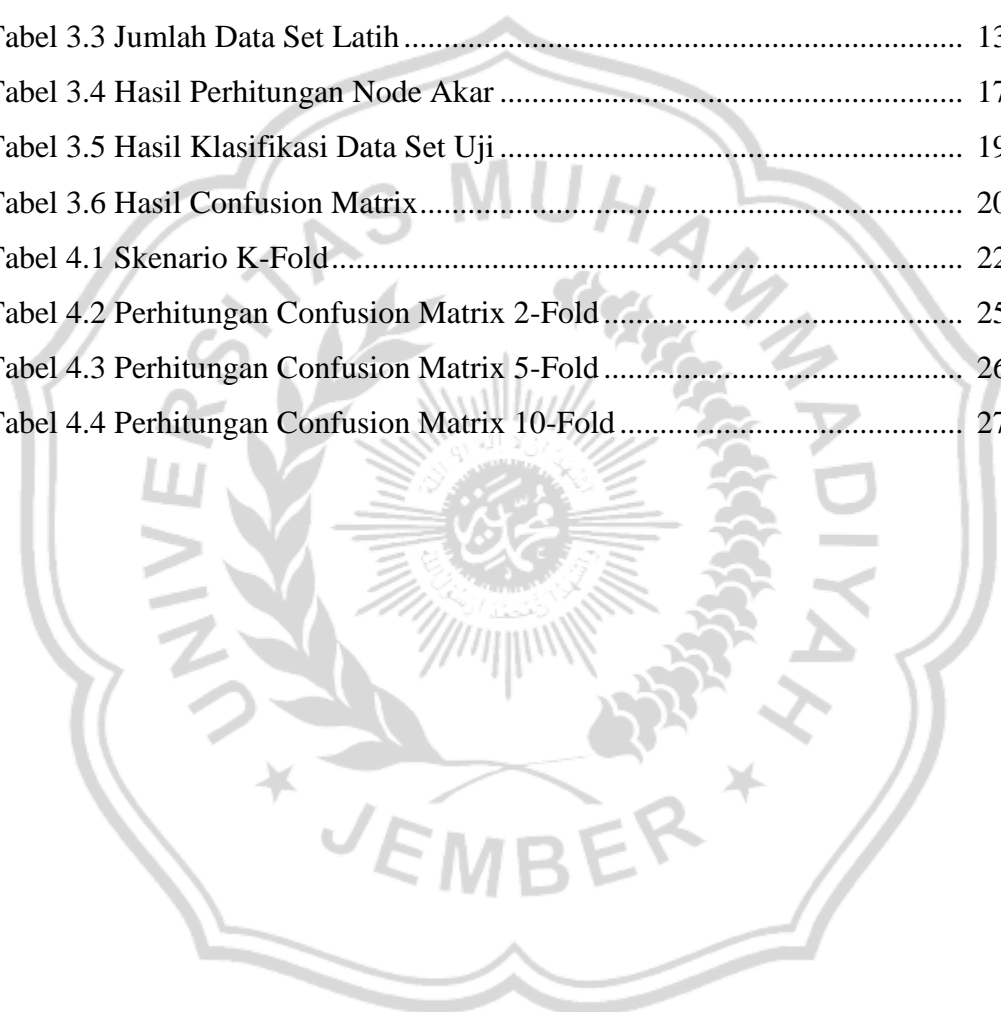 Tabel 3.3 Jumlah Data Set Latih ................................................................... 13
Tabel 3.4 Hasil Perhitungan Node Akar ........................................................ 17
Tabel 3.5 Hasil Klasifikasi Data Set Uji ........................................................ 19
Tabel 3.6 Hasil Confusion Matrix.................................................................. 20
Tabel 4.1 Skenario K-Fold............................................................................. 22
Tabel 4.2 Perhitungan Confusion Matrix 2-Fold ........................................... 25
Tabel 4.3 Perhitungan Confusion Matrix 5-Fold ........................................... 26
Tabel 4.4 Perhitungan Confusion Matrix 10-Fold ......................................... 27
UNIVERSITAS MUHAMMADIYAH
JEMBER